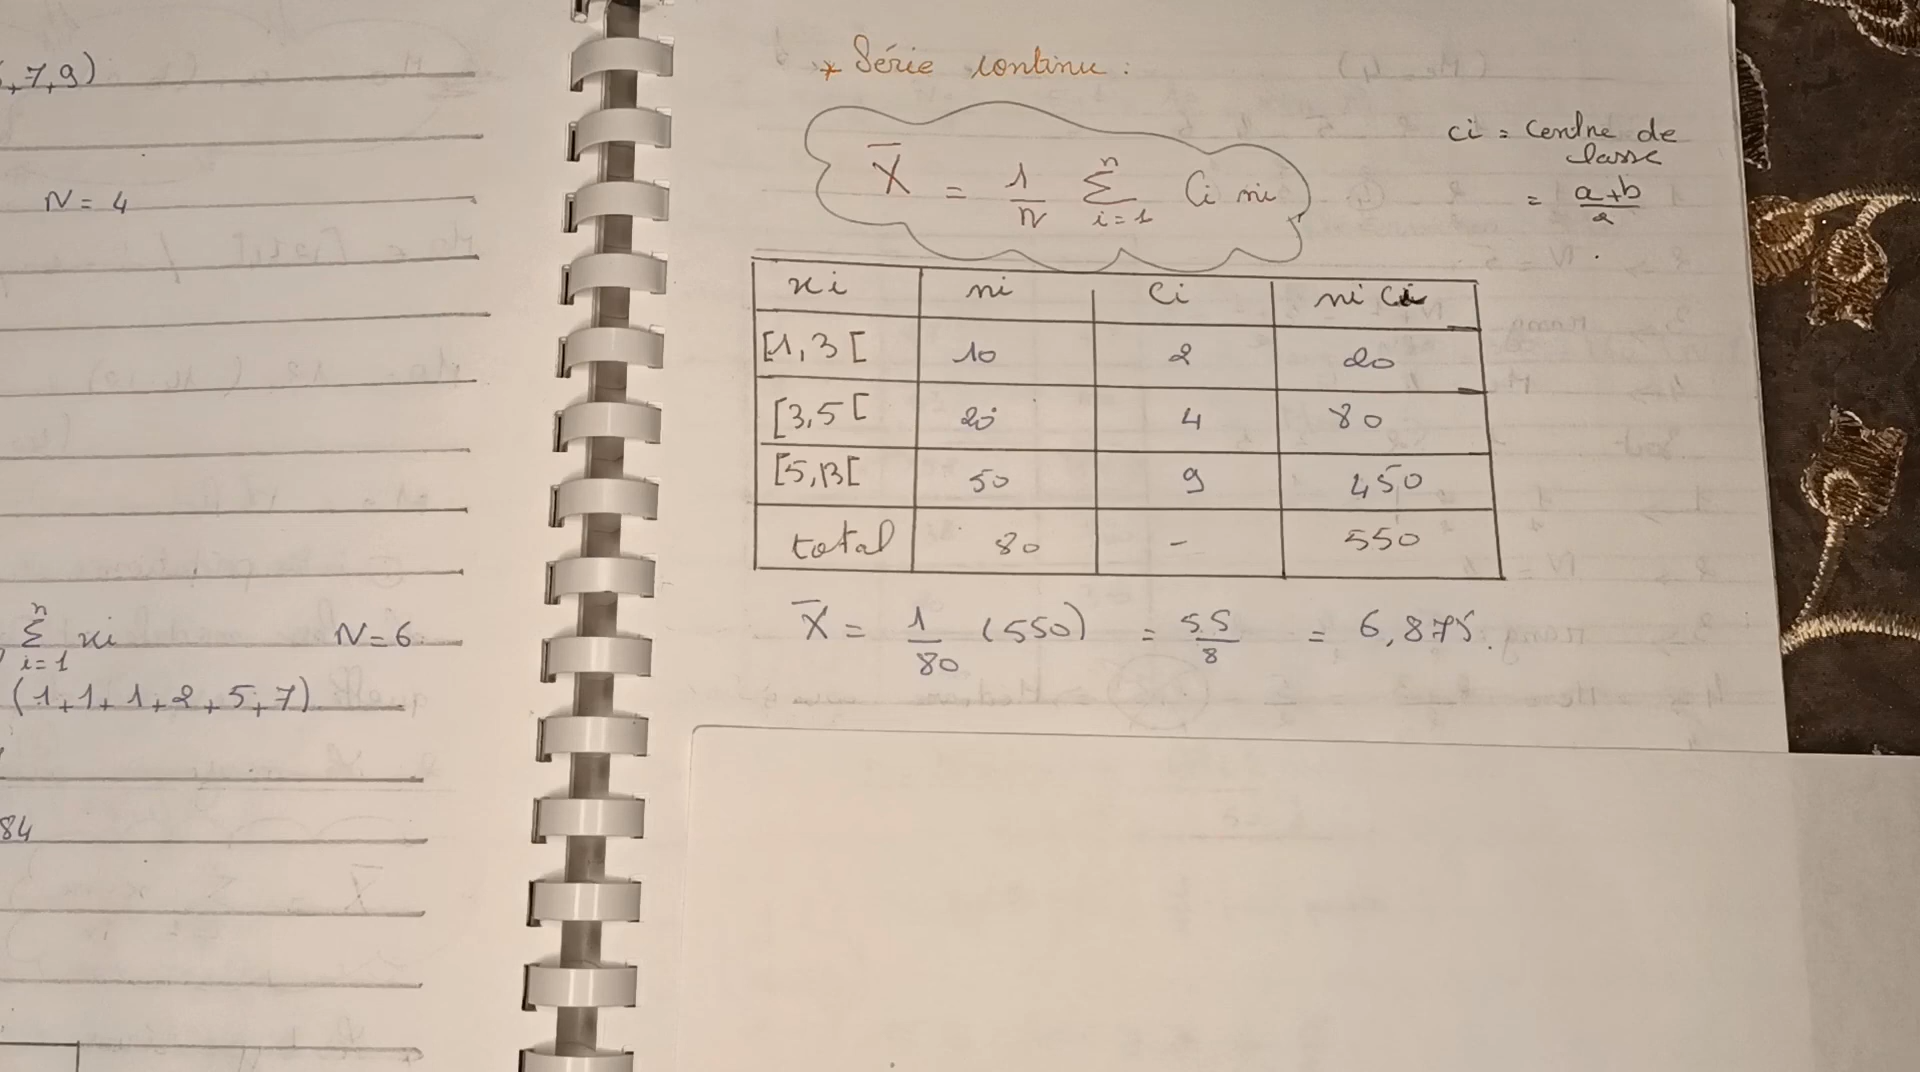 , 7, 9)
N = 4
Σ xi N = 6
n
i = 1
(1 + 1 + 1 + 2 + 5 + 7)
84
* Série continu :
X̄ = 1/n Σ Ci ni
n
i = 1
ci = Centre de
classe
= a+b/2
xi ni Ci ni Ci
[1, 3 [ 10 2 20
[3, 5 [ 20 4 80
[5, 13 [ 50 9 450
total 80 - 550
X̄ = 1/80 (550) = 55/8 = 6,875.